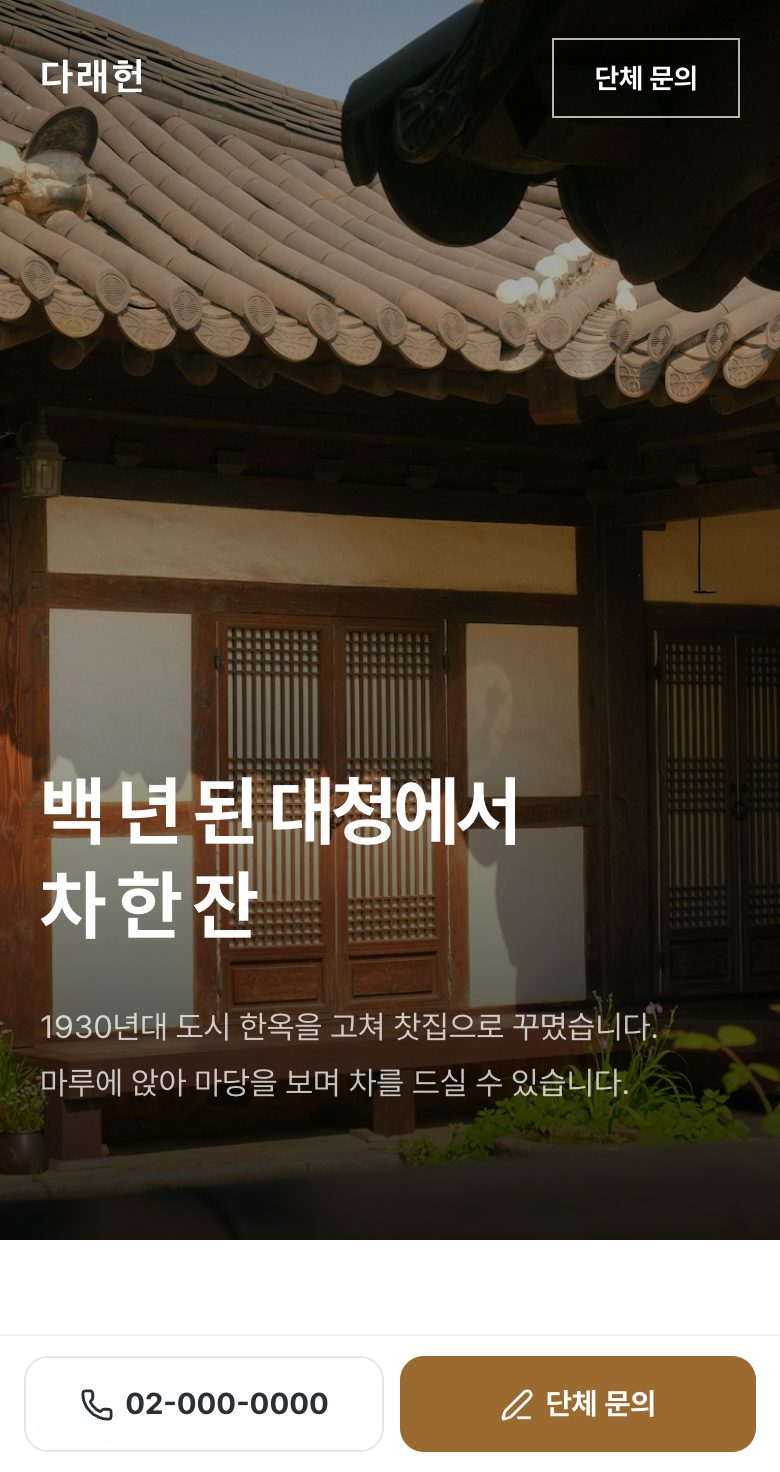 다래헌
단체 문의
백 년 된 대청에서
차 한 잔
1930년대 도시 한옥을 고쳐 찻집으로 꾸몄습니다.
마루에 앉아 마당을 보며 차를 드실 수 있습니다.
02-000-0000
단체 문의